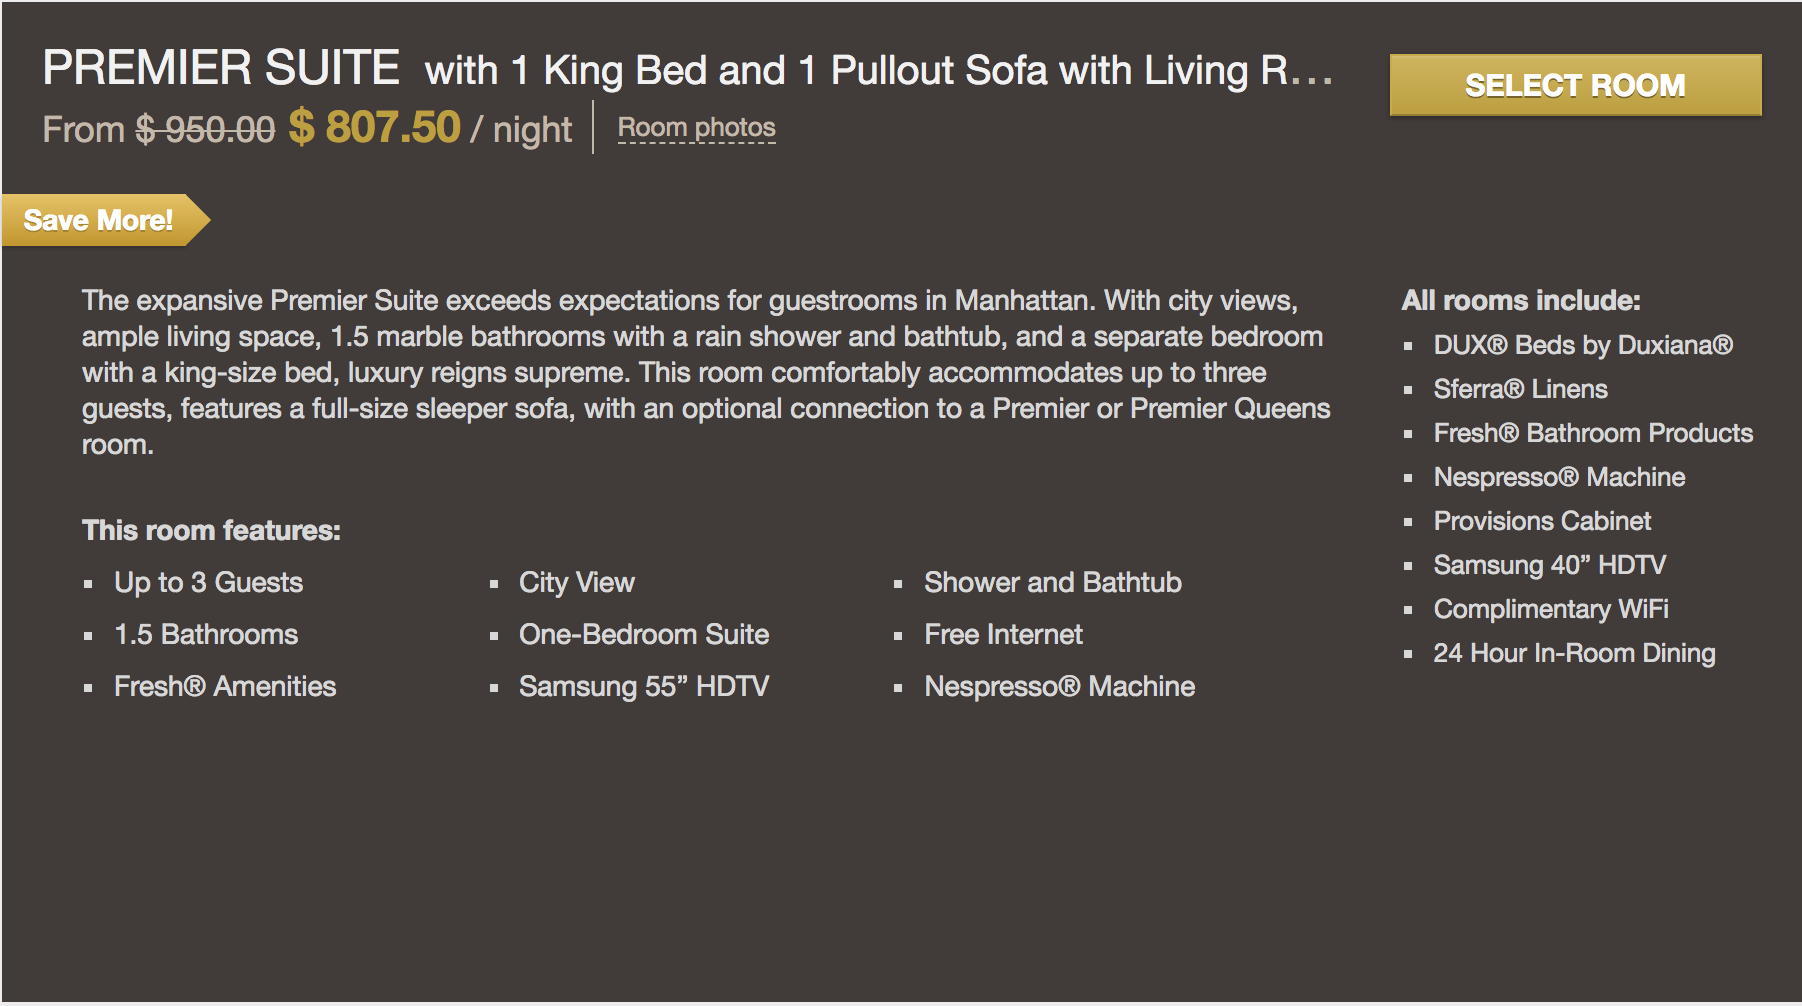 PREMIER SUITE with 1 King Bed and 1 Pullout Sofa with Living R...
SELECT ROOM
From $ 950.00 $ 807.50 / night
Room photos
Save More!
The expansive Premier Suite exceeds expectations for guestrooms in Manhattan. With city views,
ample living space, 1.5 marble bathrooms with a rain shower and bathtub, and a separate bedroom
with a king-size bed, luxury reigns supreme. This room comfortably accommodates up to three
guests, features a full-size sleeper sofa, with an optional connection to a Premier or Premier Queens
room.
This room features:
Up to 3 Guests
1.5 Bathrooms
Fresh® Amenities
City View
One-Bedroom Suite
Samsung 55” HDTV
Shower and Bathtub
Free Internet
Nespresso® Machine
All rooms include:
DUX® Beds by Duxiana®
Sferra® Linens
Fresh® Bathroom Products
Nespresso® Machine
Provisions Cabinet
Samsung 40” HDTV
Complimentary WiFi
24 Hour In-Room Dining